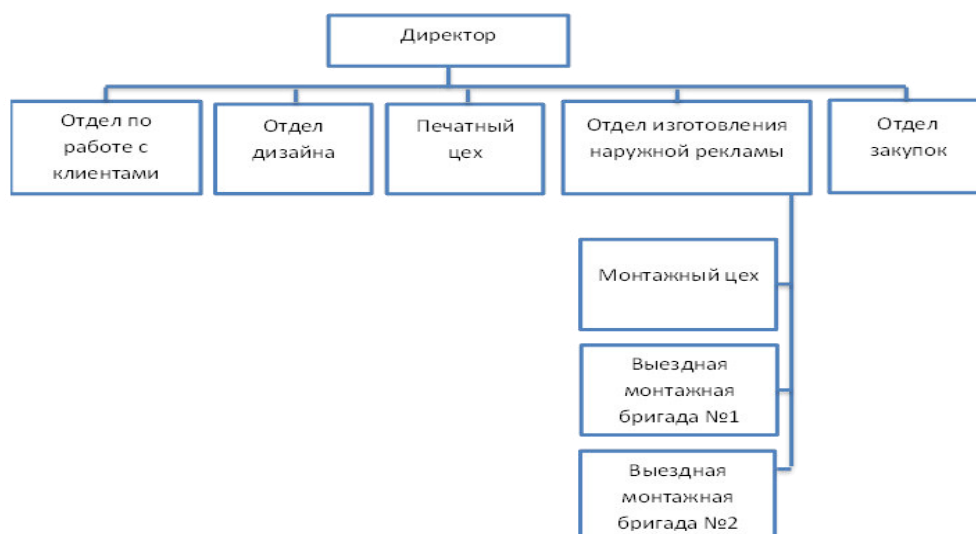 Директор
Отдел по
работе с
клиентами
Отдел
дизайна
Печатный
цех
Отдел изготовления
наружной рекламы
Отдел
закупок
Монтажный цех
Выездная
монтажная
бригада №1
Выездная
монтажная
бригада №2